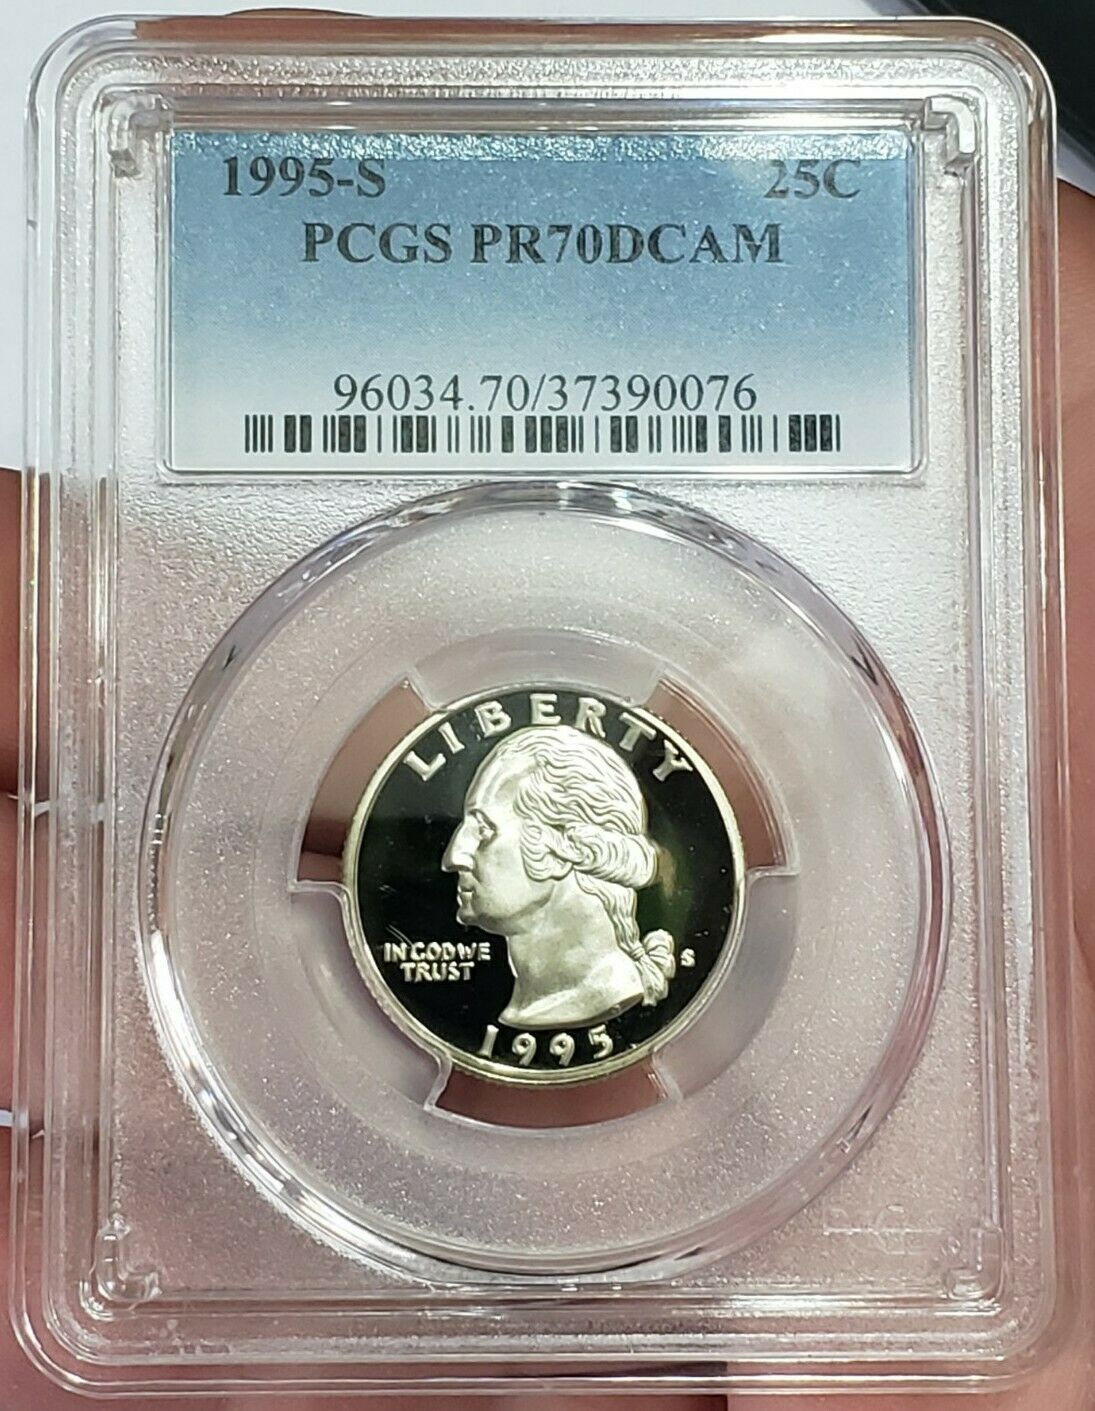 1995-S 25C
PCGS PR70DCAM
96034.70/37390076
LIBERTY
IN GOD WE
TRUST
S
1995